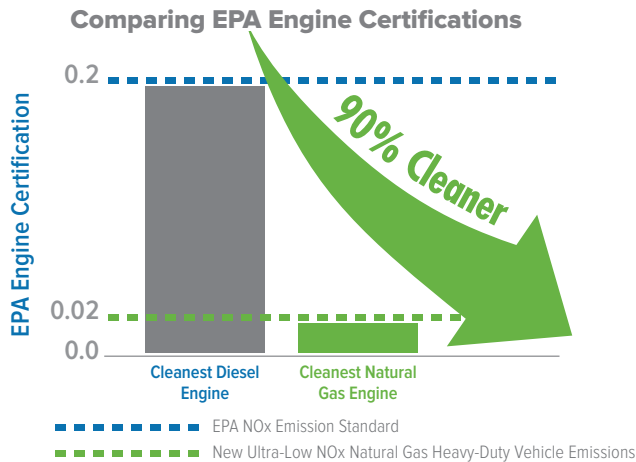 Comparing EPA Engine Certifications
EPA Engine Certification
0.2
90% Cleaner
0.02
0.0
Cleanest Diesel
Engine
Cleanest Natural
Gas Engine
EPA NOx Emission Standard
New Ultra-Low NOx Natural Gas Heavy-Duty Vehicle Emissions